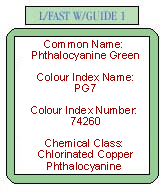 L/FAST W/GUIDE 1
Common Name:
Phthalocyanine Green
Colour Index Name:
PG7
Colour Index Number:
74260
Chemical Class:
Chlorinated Copper
Phthalocyanine